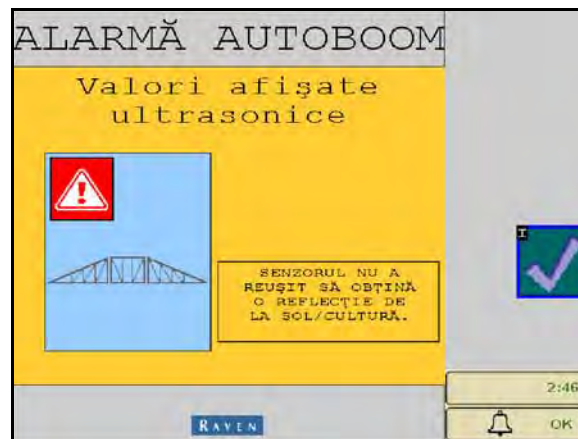 ALARMĂ AUTOBOOM
Valori afişate
ultrasonice
SENZORUL NU A
REUŞIT SĂ OBŢINĂ
O REFLECŢIE DE
LA SOL/CULTURĂ.
I
2:46
RAVEN
OK